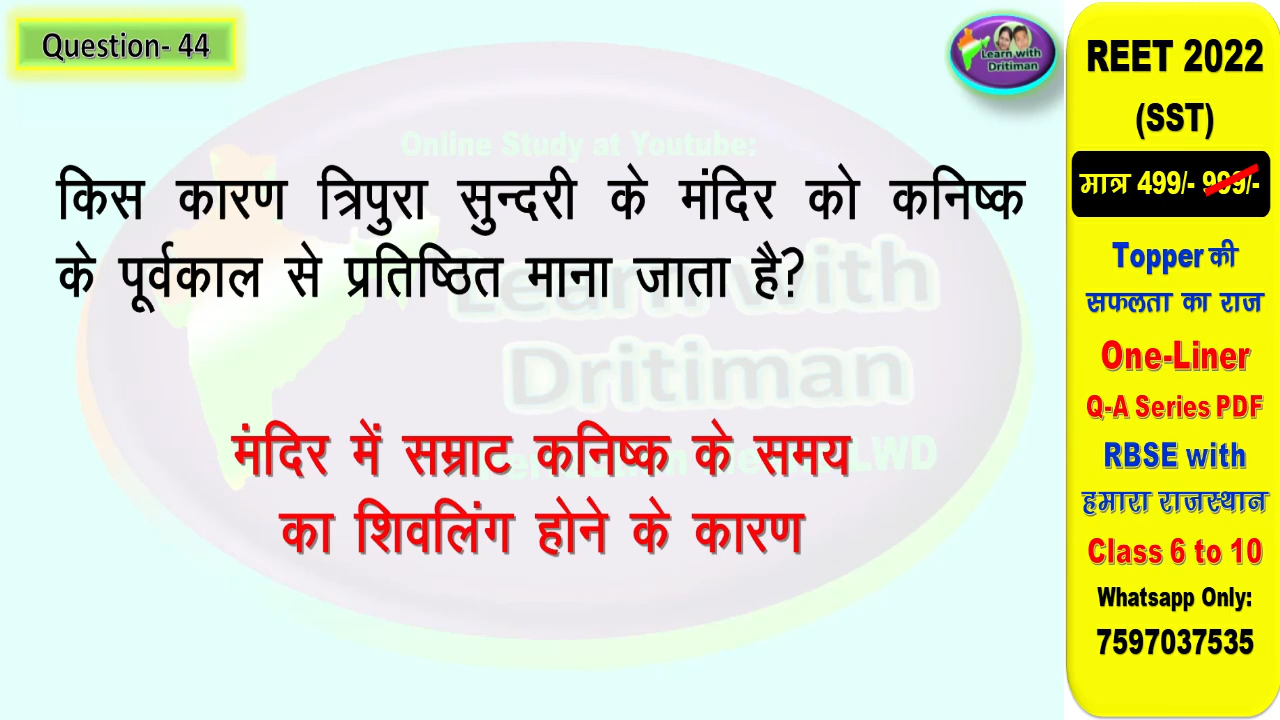 Question- 44
Learn with
Dritiman
Online Study at Youtube:
किस कारण त्रिपुरा सुन्दरी के मंदिर को कनिष्क
के पूर्वकाल से प्रतिष्ठित माना जाता है?
Learn with
Dritiman
मंदिर में सम्राट कनिष्क के समय
LWD
का शिवलिंग होने के कारण
REET 2022
(SST)
मात्र 499/- 999/-
Topper की
सफलता का राज
One-Liner
Q-A Series PDF
RBSE with
हमारा राजस्थान
Class 6 to 10
Whatsapp Only:
7597037535